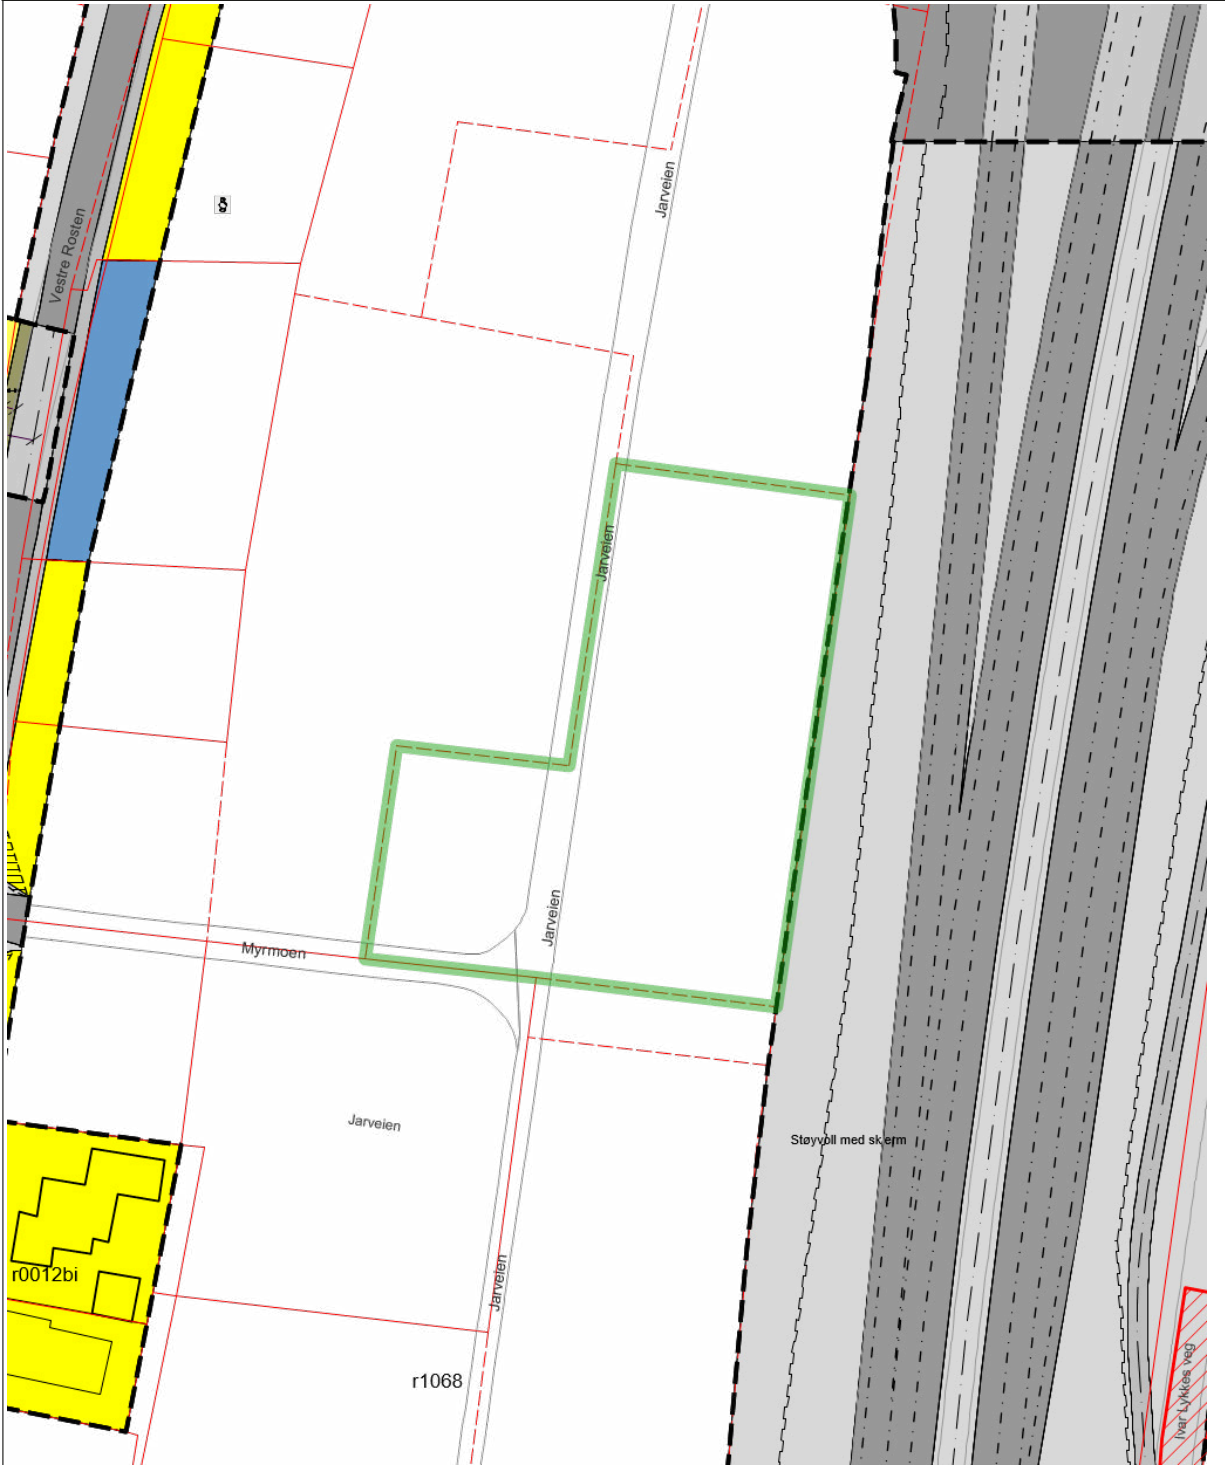 Jarveien
Vestre Rosten
Jarveien
Jarveien
Myrmoen
Jarveien
Støyvoll med skjerm
r0012bi
Jarveien
r1068
Ivar Lykkes veg